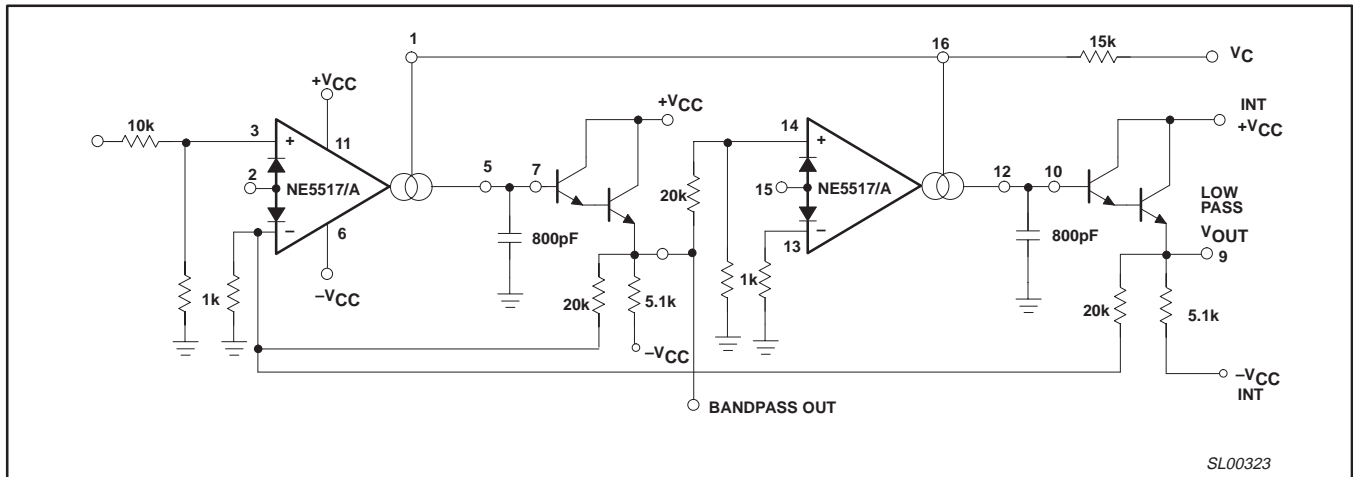 1
16
15k
VC
+VCC
+VCC
INT
+VCC
10k
3
+
11
14
+
5
7
12
10
2
NE5517/A
15
NE5517/A
20k
LOW
PASS
VOUT
9
–
6
–
13
800pF
800pF
1k
1k
20k
5.1k
20k
5.1k
–VCC
–VCC
–VCC
INT
BANDPASS OUT
SL00323